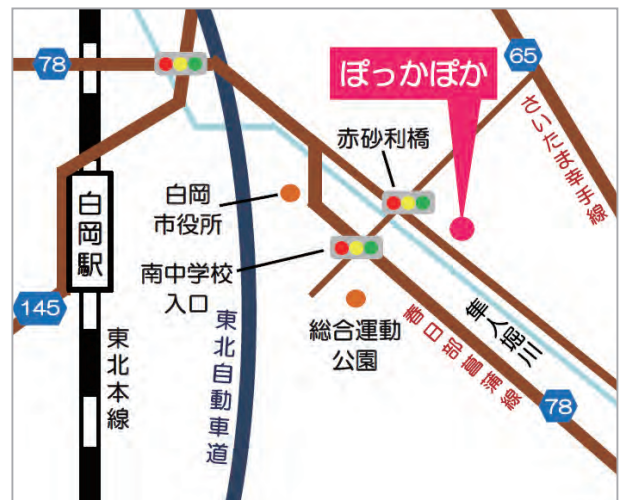 78
65
ぽっかぽか
さいたま幸手線
赤砂利橋
白岡
市役所
白岡駅
南中学校
入口
145
東北本線
東北自動車道
総合運動
公園
隼人堀川
春日部菖蒲線
78